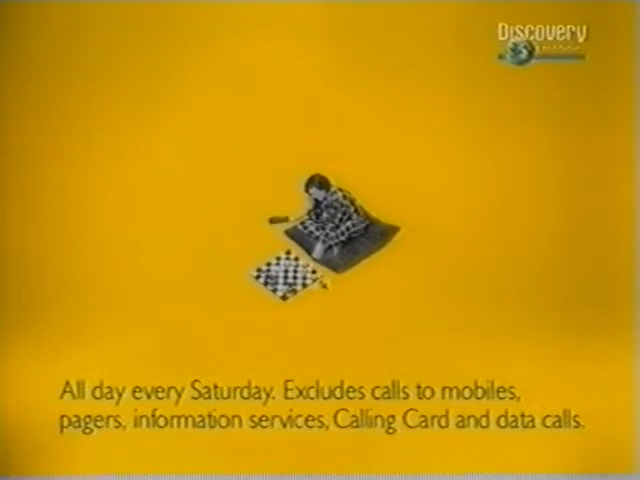 Discovery
All day every Saturday. Excludes calls to mobiles,
pagers, information services, Calling Card and data calls.